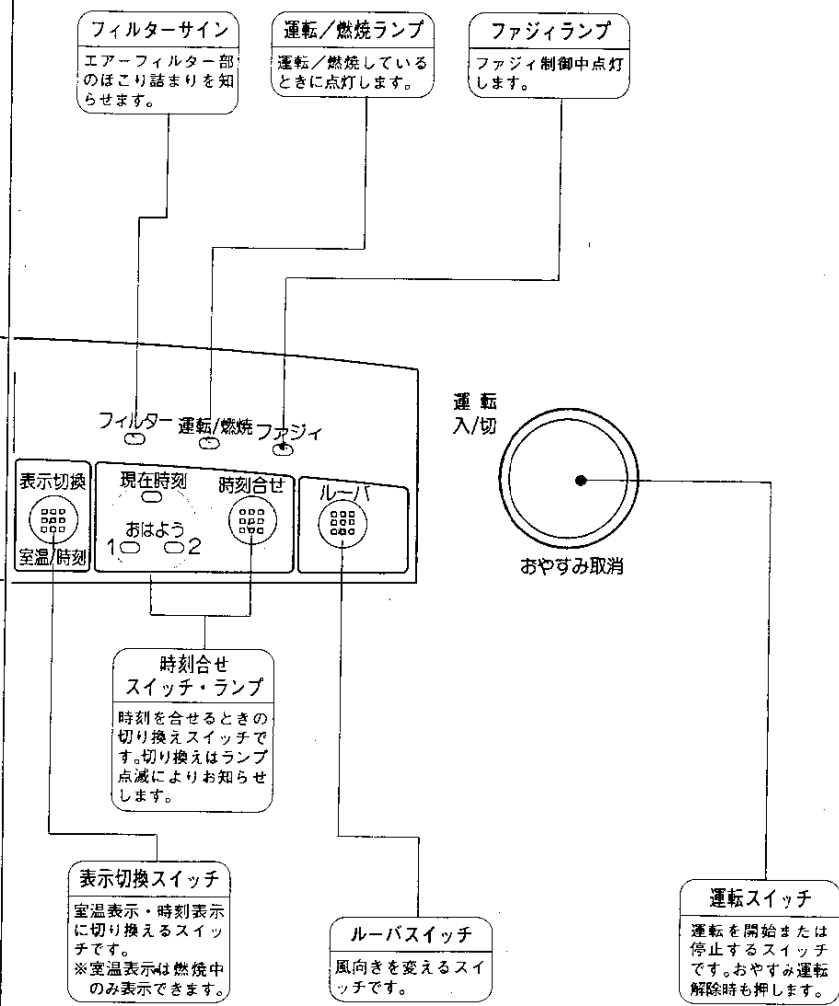 フィルターサイン
エアーフィルター部
のほこり詰まりを知
らせます。
運転／燃焼ランプ
運転／燃焼している
ときに点灯します。
ファジィランプ
ファジィ制御中点灯
します。
フィルター
運転/燃焼
ファジィ
表示切換
室温/時刻
現在時刻
おはよう
1
2
時刻合せ
ルーバ
運転
入/切
おやすみ取消
時刻合せ
スイッチ・ランプ
時刻を合せるときの
切り換えスイッチで
す。切り換えはランプ
点滅によりお知らせ
します。
表示切換スイッチ
室温表示・時刻表示
に切り換えるスイッ
チです。
※室温表示は燃焼中
のみ表示できます。
ルーバスイッチ
風向きを変えるスイ
ッチです。
運転スイッチ
運転を開始または
停止するスイッチ
です。おやすみ運転
解除時も押します。